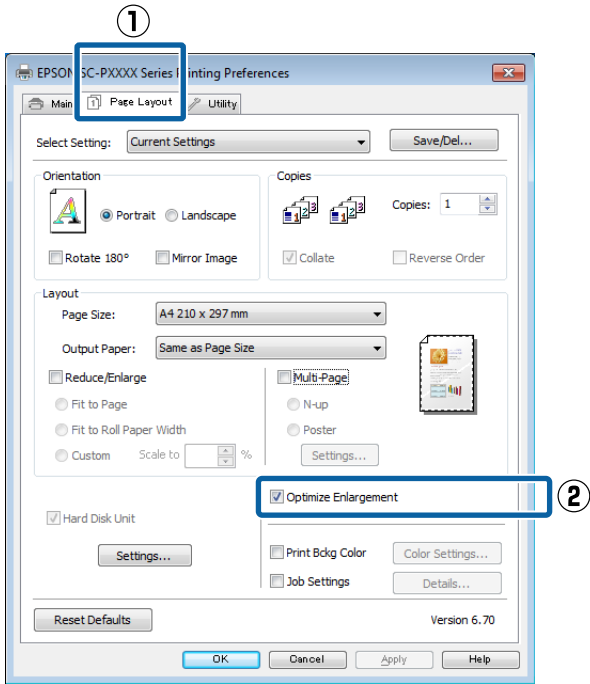 ①
EPSON SC-PXXXX Series Printing Preferences
Main Page Layout Utility
Select Setting: Current Settings Save/Del...
Orientation Copies
Portrait Landscape Copies: 1
Rotate 180° Mirror Image Collate Reverse Order
Layout
Page Size: A4 210 x 297 mm
Output Paper: Same as Page Size
Reduce/Enlarge Multi-Page
Fit to Page N-up
Fit to Roll Paper Width Poster
Custom Scale to % Settings...
Optimize Enlargement ②
Hard Disk Unit
Settings... Print Bckg Color Color Settings...
Job Settings Details...
Reset Defaults Version 6.70
OK Cancel Apply Help